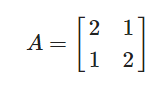 A = [2 1
1 2]